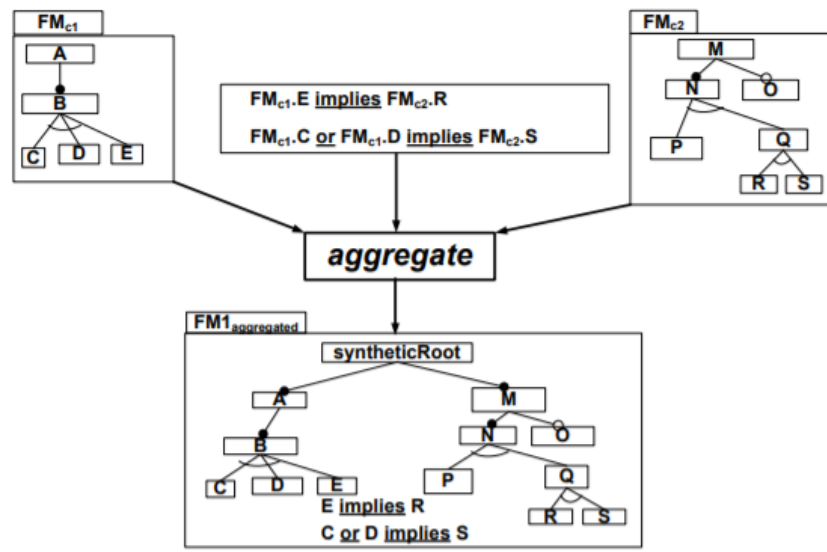 FMc1
A
B
C D E
FMc1.E implies FMc2.R
FMc1.C or FMc1.D implies FMc2.S
FMc2
M
N O
P Q
R S
aggregate
FM1aggregated
syntheticRoot
A M
B N O
C D E P Q
E implies R R S
C or D implies S